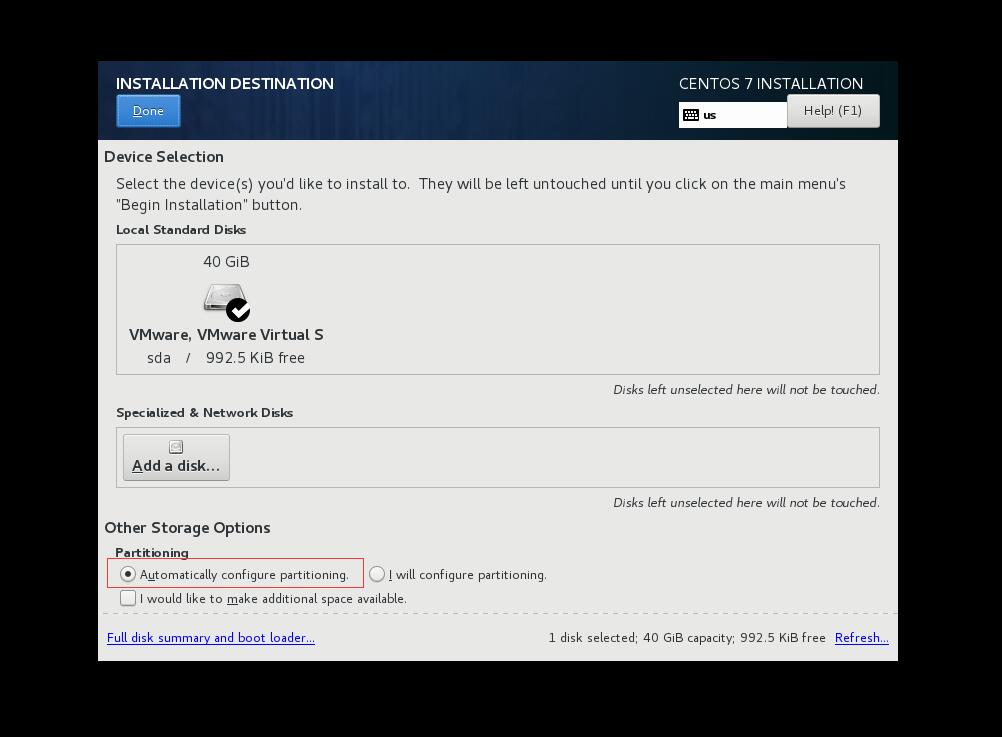 INSTALLATION DESTINATION
CENTOS 7 INSTALLATION
Done
us
Help! (F1)
Device Selection
Select the device(s) you'd like to install to.  They will be left untouched until you click on the main menu's
"Begin Installation" button.
Local Standard Disks
40 GiB
VMware, VMware Virtual S
sda / 992.5 KiB free
Disks left unselected here will not be touched.
Specialized & Network Disks
Add a disk...
Disks left unselected here will not be touched.
Other Storage Options
Partitioning
Automatically configure partitioning.
I will configure partitioning.
I would like to make additional space available.
Full disk summary and boot loader...
1 disk selected; 40 GiB capacity; 992.5 KiB free
Refresh...